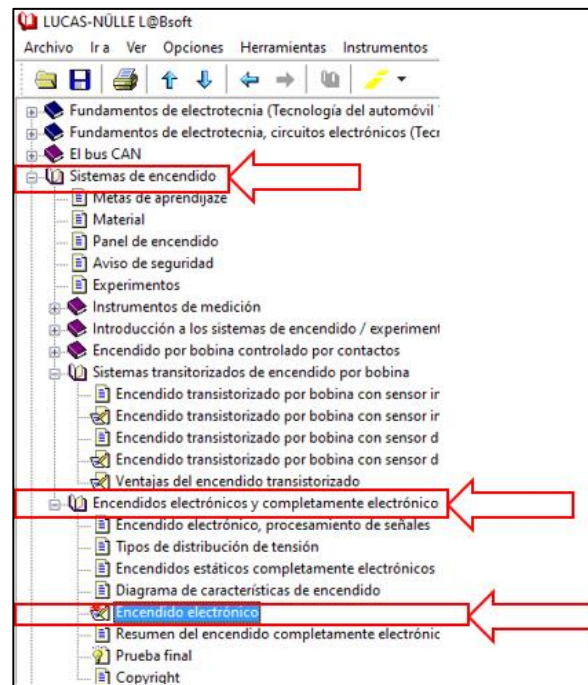 LUCAS-NÜLLE L@Bsoft
Archivo Ir a Ver Opciones Herramientas Instrumentos
Fundamentos de electrotecnia (Tecnología del automóvil
Fundamentos de electrotecnia, circuitos electrónicos (Tecr
El bus CAN
Sistemas de encendido
Metas de aprendijaze
Material
Panel de encendido
Aviso de seguridad
Experimentos
Instrumentos de medición
Introducción a los sistemas de encendido / experiment
Encendido por bobina controlado por contactos
Sistemas transitorizados de encendido por bobina
Encendido transistorizado por bobina con sensor ir
Encendido transistorizado por bobina con sensor ir
Encendido transistorizado por bobina con sensor d
Encendido transistorizado por bobina con sensor d
Ventajas del encendido transistorizado
Encendidos electrónicos y completamente electrónico
Encendido electrónico, procesamiento de señales
Tipos de distribución de tensión
Encendidos estáticos completamente electrónicos
Diagrama de características de encendido
Encendido electrónico
Resumen del encendido completamente electrónic
Prueba final
Copyright